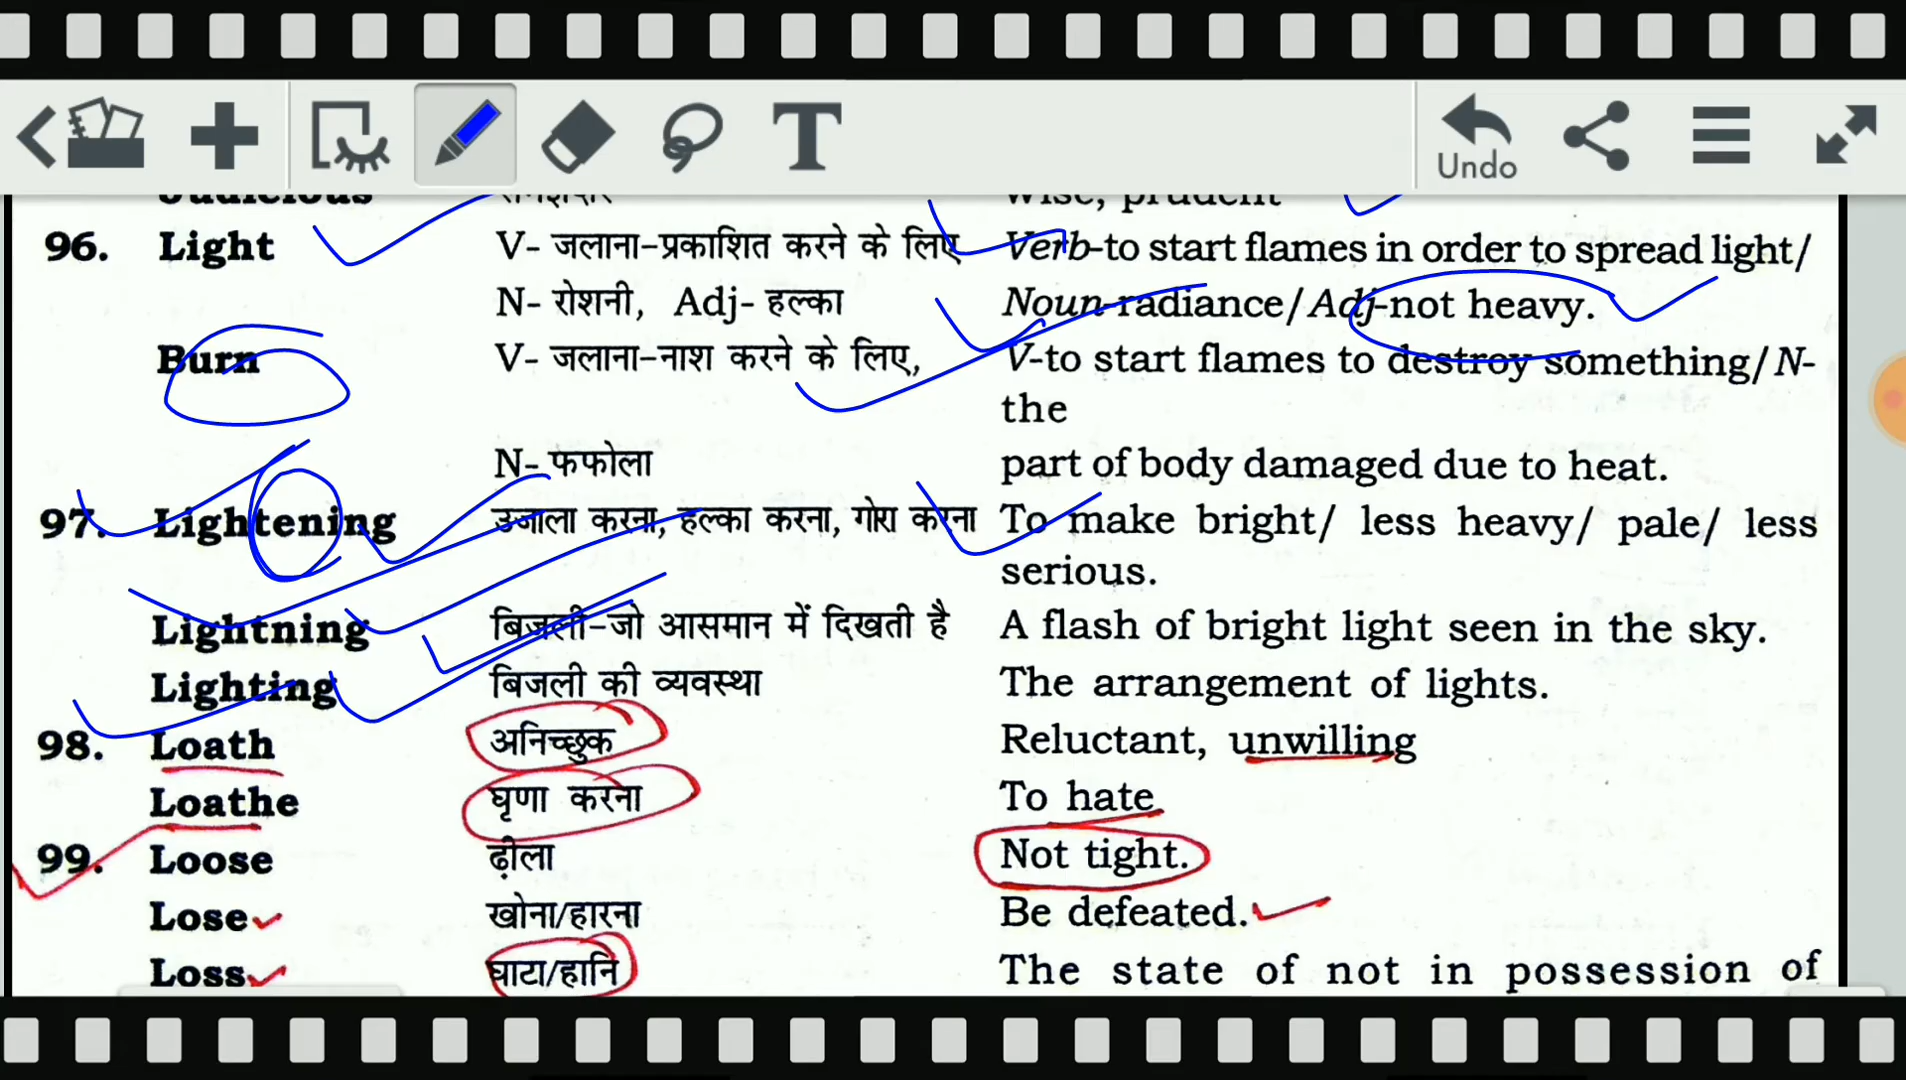 Undo
Judicious समझदार Wise, prudent
96. Light V- जलाना-प्रकाशित करने के लिए Verb-to start flames in order to spread light/
N- रोशनी, Adj- हल्का Noun-radiance/Adj-not heavy.
Burn V- जलाना-नाश करने के लिए, V-to start flames to destroy something/N-
the
N- फफोला part of body damaged due to heat.
97. Lightening उजाला करना, हल्का करना, गोरा करना To make bright/ less heavy/ pale/ less
serious.
Lightning बिजली-जो आसमान में दिखती है A flash of bright light seen in the sky.
Lighting बिजली की व्यवस्था The arrangement of lights.
98. Loath अनिच्छुक Reluctant, unwilling
Loathe घृणा करना To hate
99. Loose ढ़ीला Not tight.
Lose खोना/हारना Be defeated.
Loss घाटा/हानि The state of not in possession of